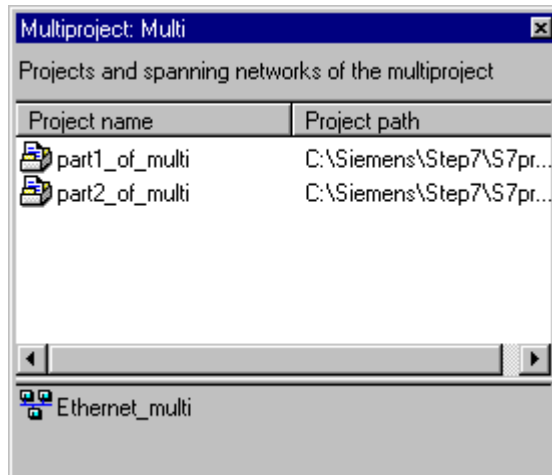 Multiproject: Multi
Projects and spanning networks of the multiproject
Project name Project path
part1_of_multi C:\Siemens\Step7\S7pr...
part2_of_multi C:\Siemens\Step7\S7pr...
Ethernet_multi